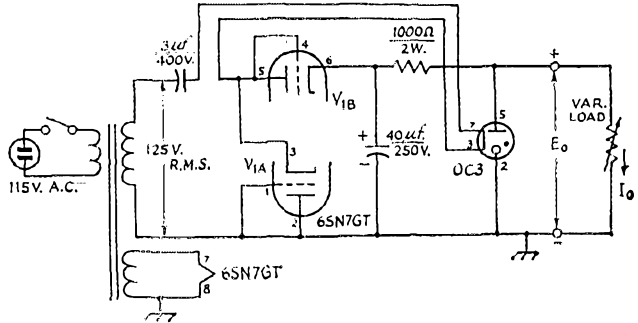 3µf
400V.
4
5
6
V1B
1000Ω
2W.
+
5
7
3
2
OC3
E₀
VAR.
LOAD
I₀
125 V.
R.M.S.
115 V. A.C.
V1A
3
1
2
6SN7GT
+
40µf.
250V.
−
−
7
8
6SN7GT